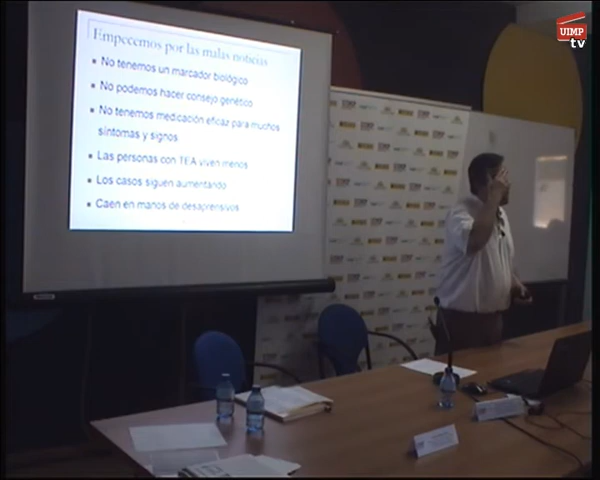 UIMP
tv
Empecemos por las malas noticias
No tenemos un marcador biológico
No podemos hacer consejo genético
No tenemos medicación eficaz para muchos
síntomas y signos
Las personas con TEA viven menos
Los casos siguen aumentando
Caen en manos de desaprensivos